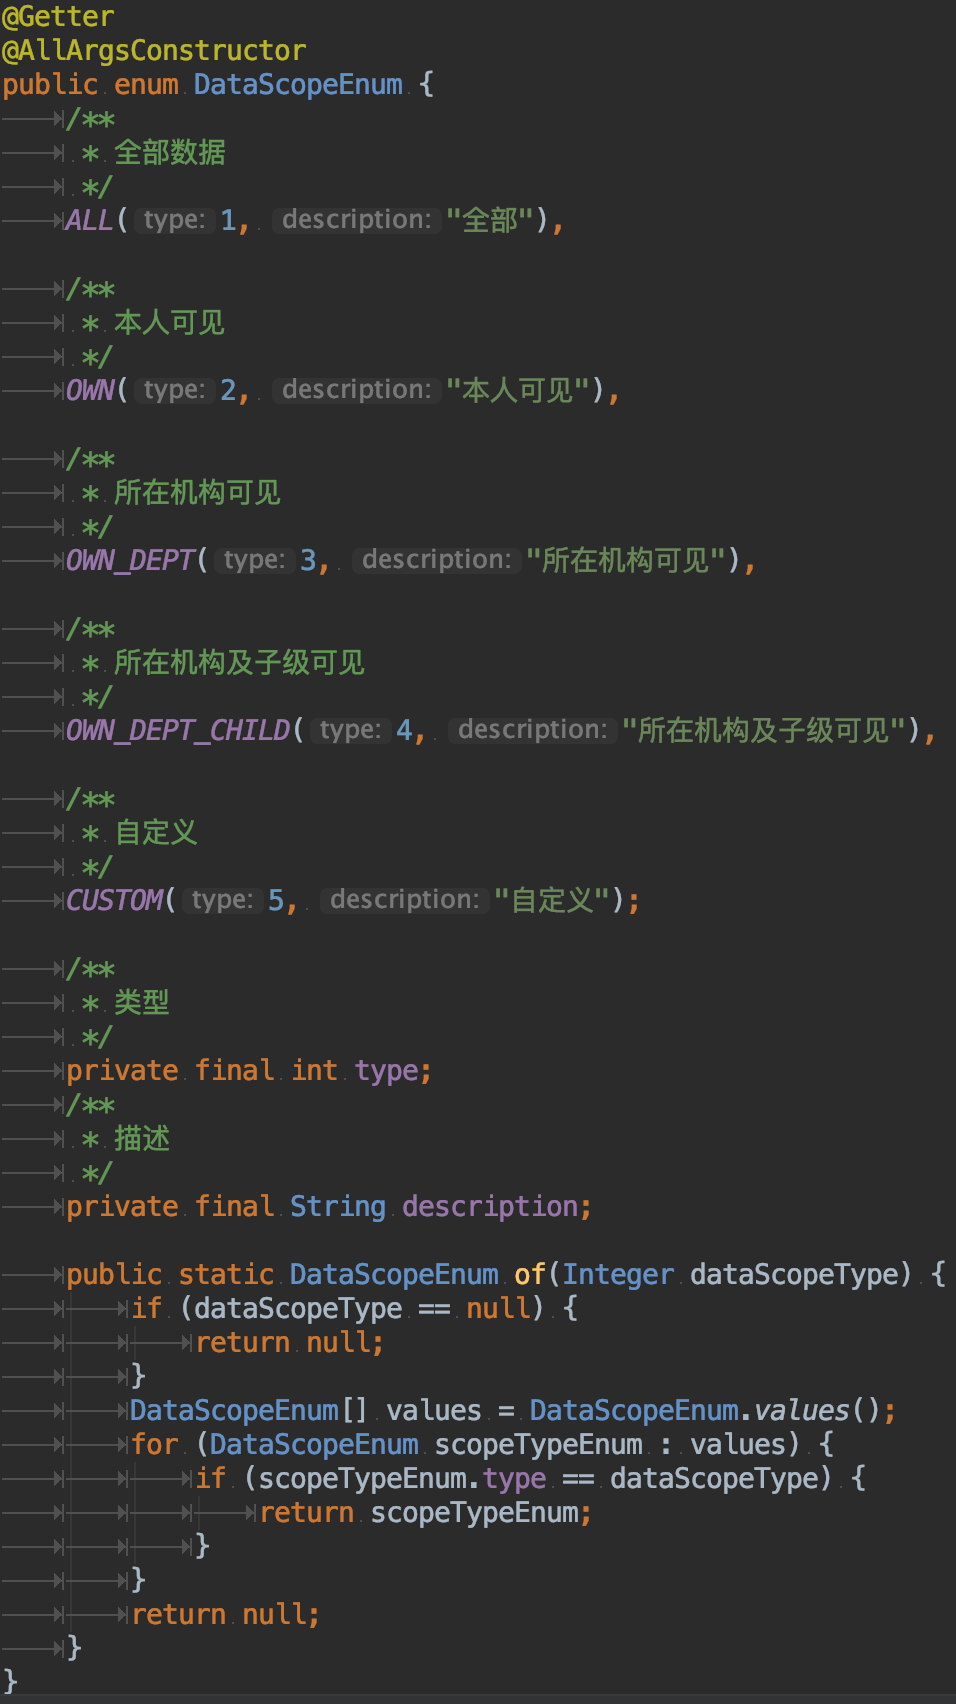 @Getter
@AllArgsConstructor
public enum DataScopeEnum {
/**
* 全部数据
*/
ALL( type: 1, description: "全部"),
/**
* 本人可见
*/
OWN( type: 2, description: "本人可见"),
/**
* 所在机构可见
*/
OWN_DEPT( type: 3, description: "所在机构可见"),
/**
* 所在机构及子级可见
*/
OWN_DEPT_CHILD( type: 4, description: "所在机构及子级可见"),
/**
* 自定义
*/
CUSTOM( type: 5, description: "自定义");
/**
* 类型
*/
private final int type;
/**
* 描述
*/
private final String description;
public static DataScopeEnum of(Integer dataScopeType) {
if (dataScopeType == null) {
return null;
}
DataScopeEnum[] values = DataScopeEnum.values();
for (DataScopeEnum scopeTypeEnum : values) {
if (scopeTypeEnum.type == dataScopeType) {
return scopeTypeEnum;
}
}
return null;
}
}